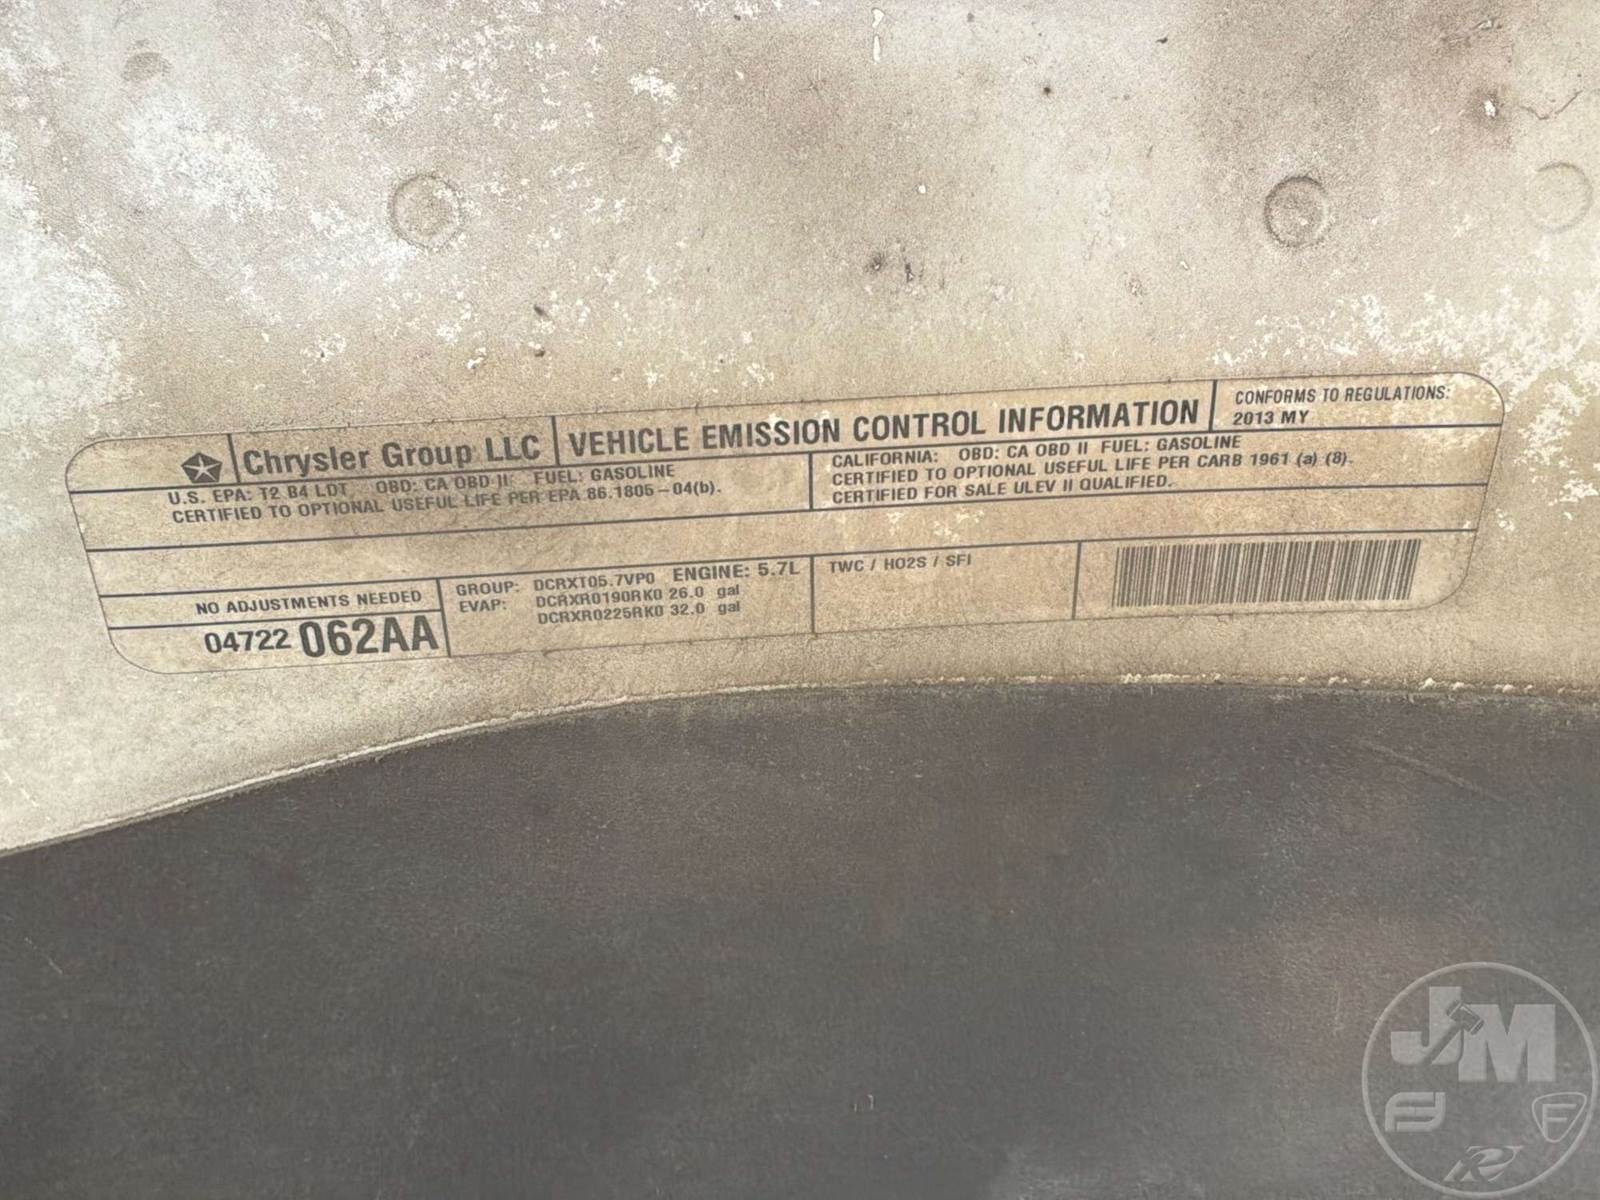 Chrysler Group LLC
VEHICLE EMISSION CONTROL INFORMATION
CONFORMS TO REGULATIONS:
2013 MY
U.S. EPA: T2 B4 LDT OBD: CA OBD II FUEL: GASOLINE
CERTIFIED TO OPTIONAL USEFUL LIFE PER EPA 86.1805-04(b).
CALIFORNIA: OBD: CA OBD II FUEL: GASOLINE
CERTIFIED TO OPTIONAL USEFUL LIFE PER CARB 1961 (a) (8).
CERTIFIED FOR SALE ULEV II QUALIFIED.
NO ADJUSTMENTS NEEDED
04722 062AA
GROUP: DCRXT05.7VP0 ENGINE: 5.7L
EVAP: DCRXR0190RK0 26.0 gal
DCRXR0225RK0 32.0 gal
TWC / HO2S / SFI
JM